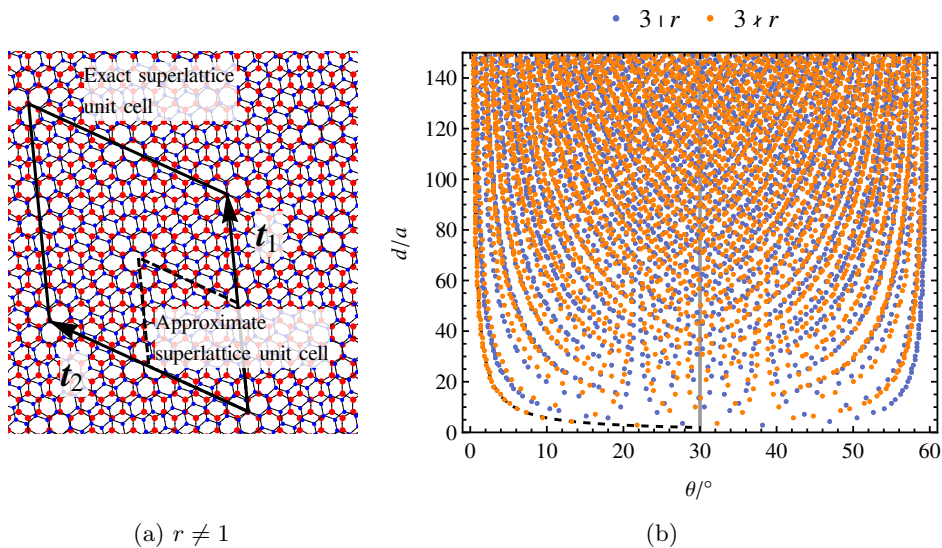 3 ∣ r
3 ∤ r
Exact superlattice
unit cell
t1
Approximate
superlattice unit cell
t2
140
120
100
80
60
40
20
0
d/a
0 10 20 30 40 50 60
θ/°
(a) r ≠ 1
(b)